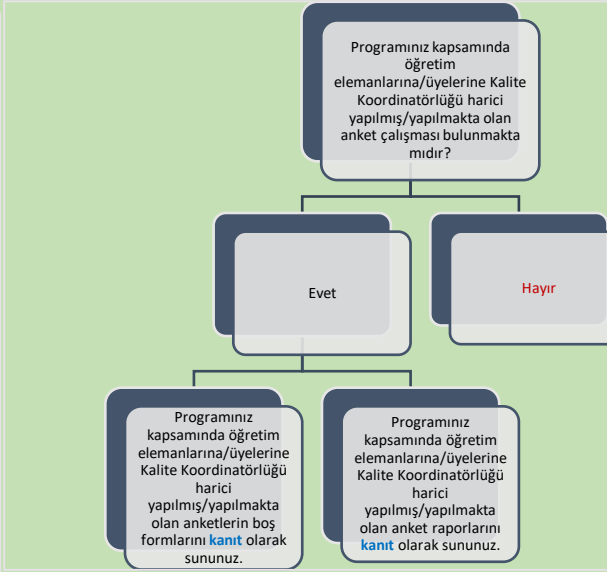 Programınız kapsamında
öğretim
elemanlarına/üyelerine Kalite
Koordinatörlüğü harici
yapılmış/yapılmakta olan
anket çalışması bulunmakta
mıdır?
Evet
Hayır
Programınız
kapsamında öğretim
elemanlarına/üyelerine
Kalite Koordinatörlüğü
harici
yapılmış/yapılmakta
olan anketlerin boş
formlarını kanıt olarak
sununuz.
Programınız
kapsamında öğretim
elemanlarına/üyelerine
Kalite Koordinatörlüğü
harici
yapılmış/yapılmakta
olan anket raporlarını
kanıt olarak sununuz.